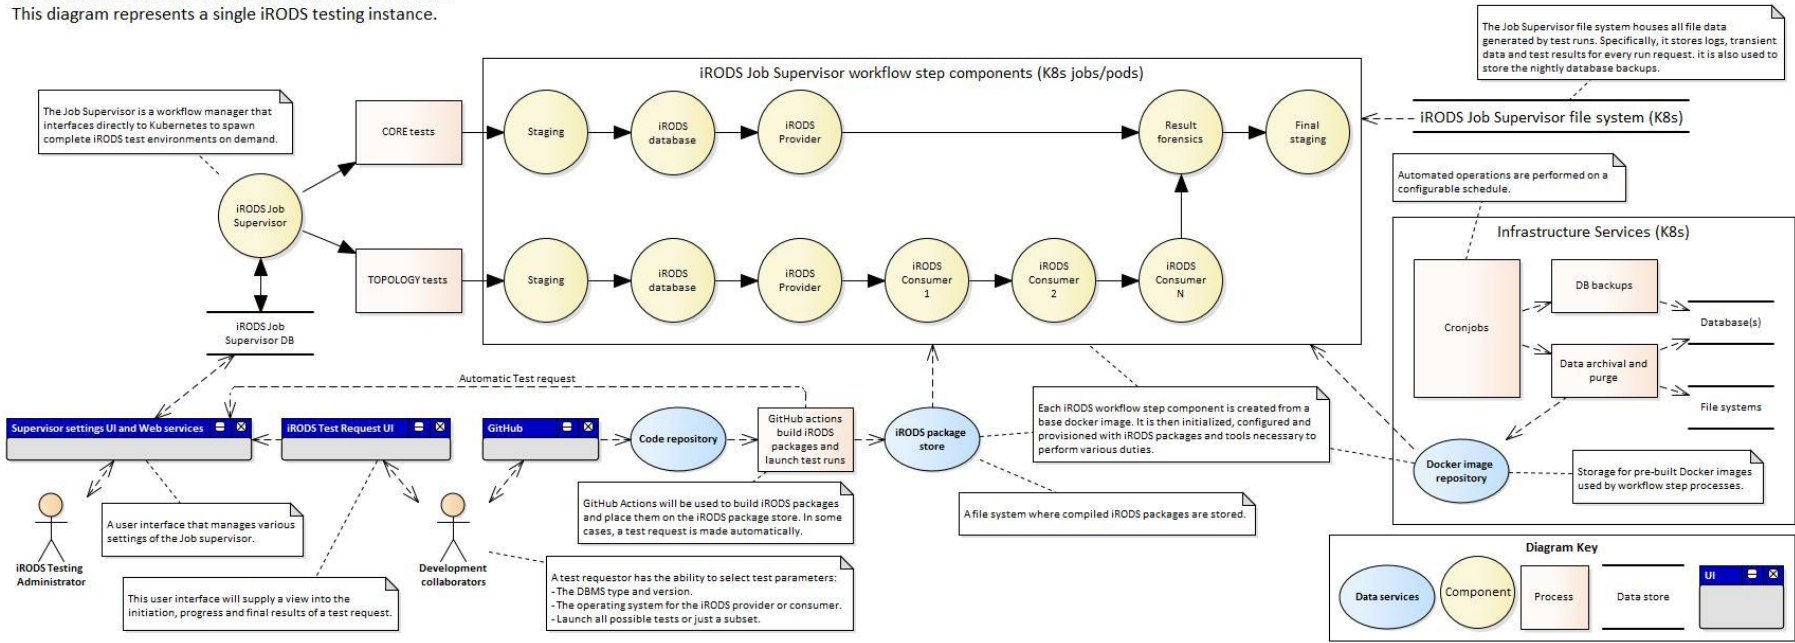 This diagram represents a single iRODS testing instance.
The Job Supervisor file system houses all file data
generated by test runs. Specifically, it stores logs, transient
data and test results for every run request. it is also used to
store the nightly database backups.
iRODS Job Supervisor workflow step components (K8s jobs/pods)
The Job Supervisor is a workflow manager that
interfaces directly to Kubernetes to spawn
complete iRODS test environments on demand.
CORE tests
Staging
iRODS
database
iRODS
Provider
Result
forensics
Final
staging
iRODS Job Supervisor file system (K8s)
Automated operations are performed on a
configurable schedule.
iRODS Job
Supervisor
TOPOLOGY tests
Staging
iRODS
database
iRODS
Provider
iRODS
Consumer
1
iRODS
Consumer
2
iRODS
Consumer
N
Infrastructure Services (K8s)
Cronjobs
DB backups
Data archival and
purge
Database(s)
File systems
iRODS Job
Supervisor DB
Automatic Test request
Supervisor settings UI and Web services
iRODS Test Request UI
GitHub
Code repository
GitHub actions
build iRODS
packages and
launch test runs
iRODS package
store
Each iRODS workflow step component is created from a
base docker image. It is then initialized, configured and
provisioned with iRODS packages and tools necessary to
perform various duties.
Docker image
repository
Storage for pre-built Docker images
used by workflow step processes.
iRODS Testing
Administrator
A user interface that manages various
settings of the Job supervisor.
Development
collaborators
GitHub Actions will be used to build iRODS packages
and place them on the iRODS package store. In some
cases, a test request is made automatically.
A file system where compiled iRODS packages are stored.
This user interface will supply a view into the
initiation, progress and final results of a test request.
A test requestor has the ability to select test parameters:
- The DBMS type and version.
- The operating system for the iRODS provider or consumer.
- Launch all possible tests or just a subset.
Diagram Key
Data services
Component
Process
Data store
UI